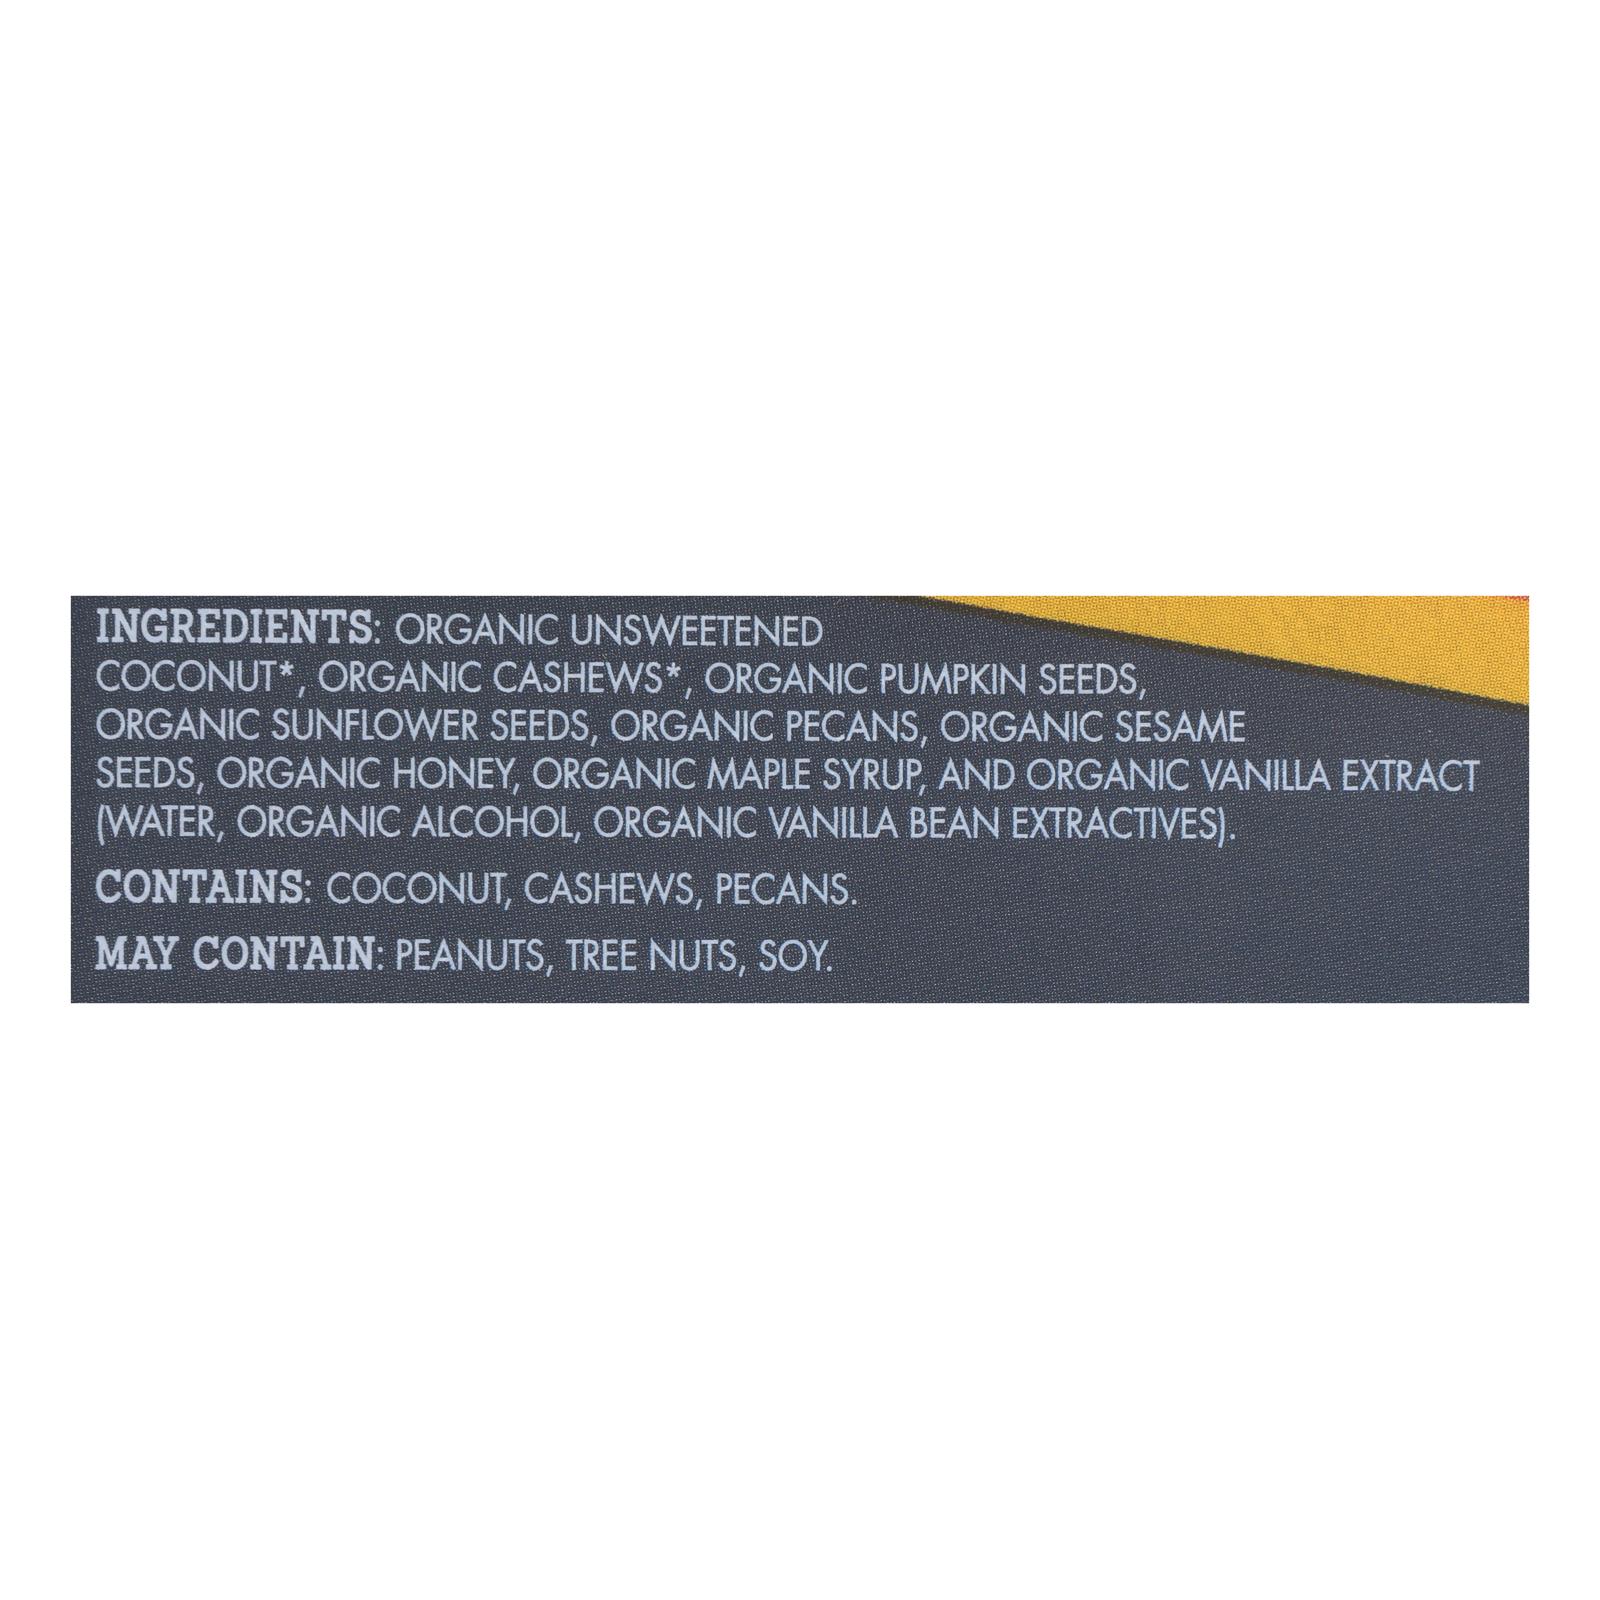 INGREDIENTS: ORGANIC UNSWEETENED
COCONUT*, ORGANIC CASHEWS*, ORGANIC PUMPKIN SEEDS,
ORGANIC SUNFLOWER SEEDS, ORGANIC PECANS, ORGANIC SESAME
SEEDS, ORGANIC HONEY, ORGANIC MAPLE SYRUP, AND ORGANIC VANILLA EXTRACT
(WATER, ORGANIC ALCOHOL, ORGANIC VANILLA BEAN EXTRACTIVES).
CONTAINS: COCONUT, CASHEWS, PECANS.
MAY CONTAIN: PEANUTS, TREE NUTS, SOY.